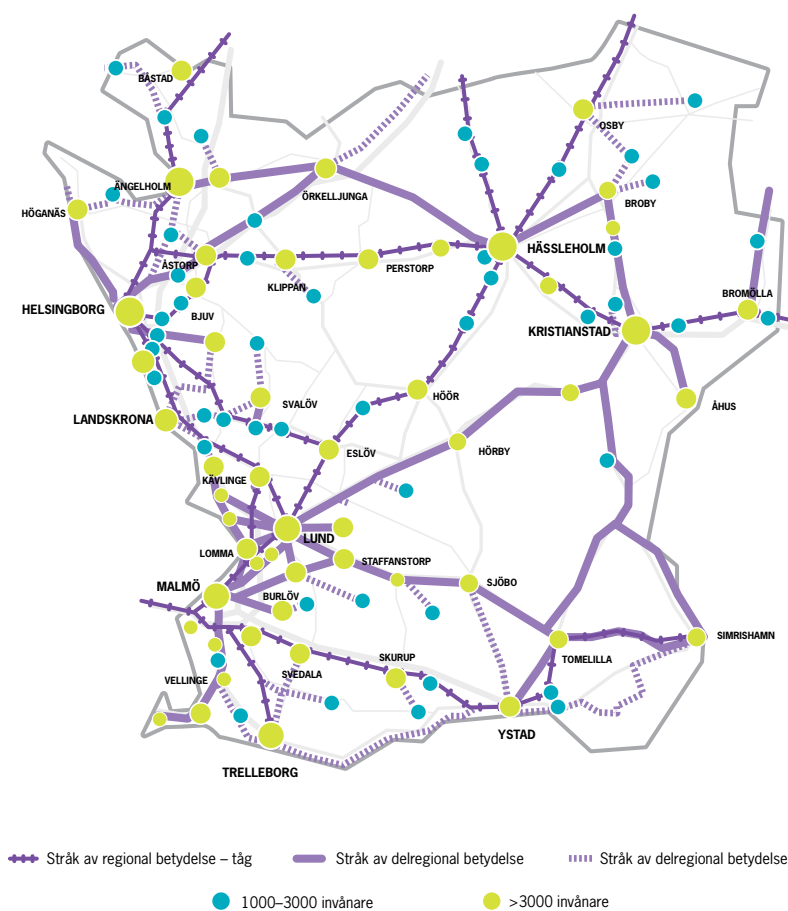 BÅSTAD
OSBY
ÄNGELHOLM
ÖRKELLJUNGA
BROBY
HÖGANÄS
HÄSSLEHOLM
ÅSTORP
PERSTORP
KLIPPAN
BROMÖLLA
HELSINGBORG
BJUV
KRISTIANSTAD
HÖÖR
ÅHUS
SVALÖV
LANDSKRONA
HÖRBY
ESLÖV
KÄVLINGE
LUND
LOMMA
STAFFANSTORP
MALMÖ
SJÖBO
BURLÖV
SIMRISHAMN
SKURUP
TOMELILLA
SVEDALA
VELLINGE
YSTAD
TRELLEBORG
Stråk av regional betydelse – tåg
Stråk av delregional betydelse
Stråk av delregional betydelse
1000–3000 invånare
>3000 invånare